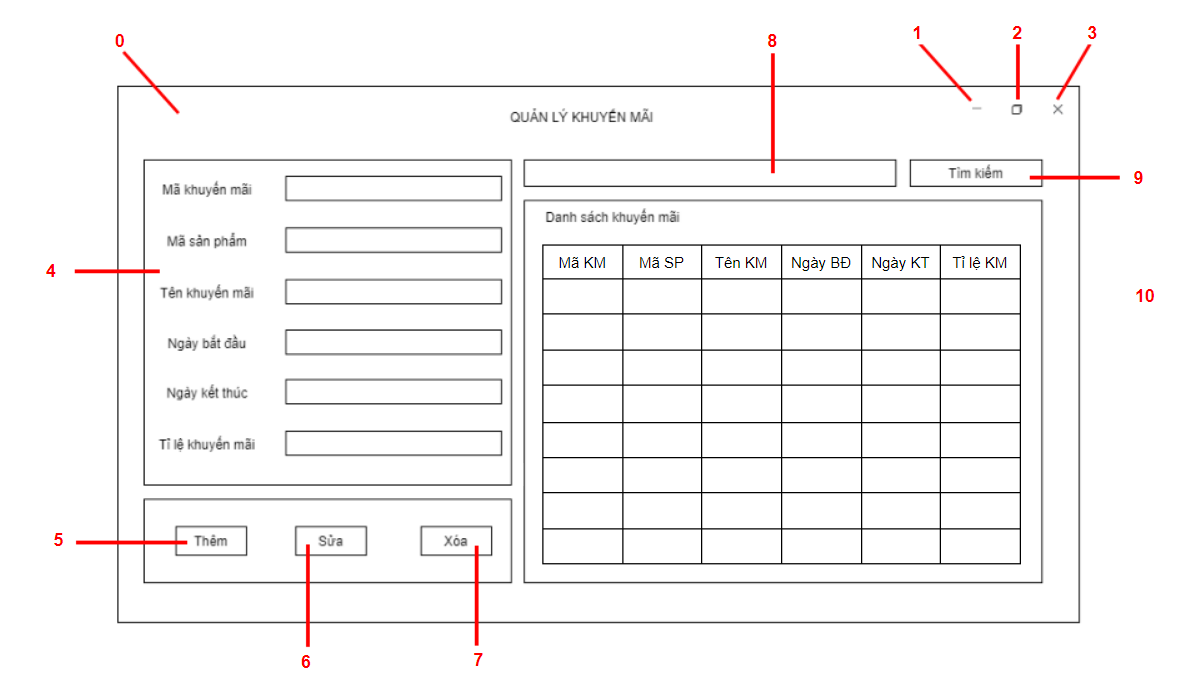 0
8
1
2
3
QUẢN LÝ KHUYẾN MÃI
Mã khuyến mãi
Mã sản phẩm
Tên khuyến mãi
Ngày bắt đầu
Ngày kết thúc
Tỉ lệ khuyến mãi
4
Thêm
Sửa
Xóa
5
6
7
Tìm kiếm
9
Danh sách khuyến mãi
Mã KM Mã SP Tên KM Ngày BĐ Ngày KT Tỉ lệ KM
10